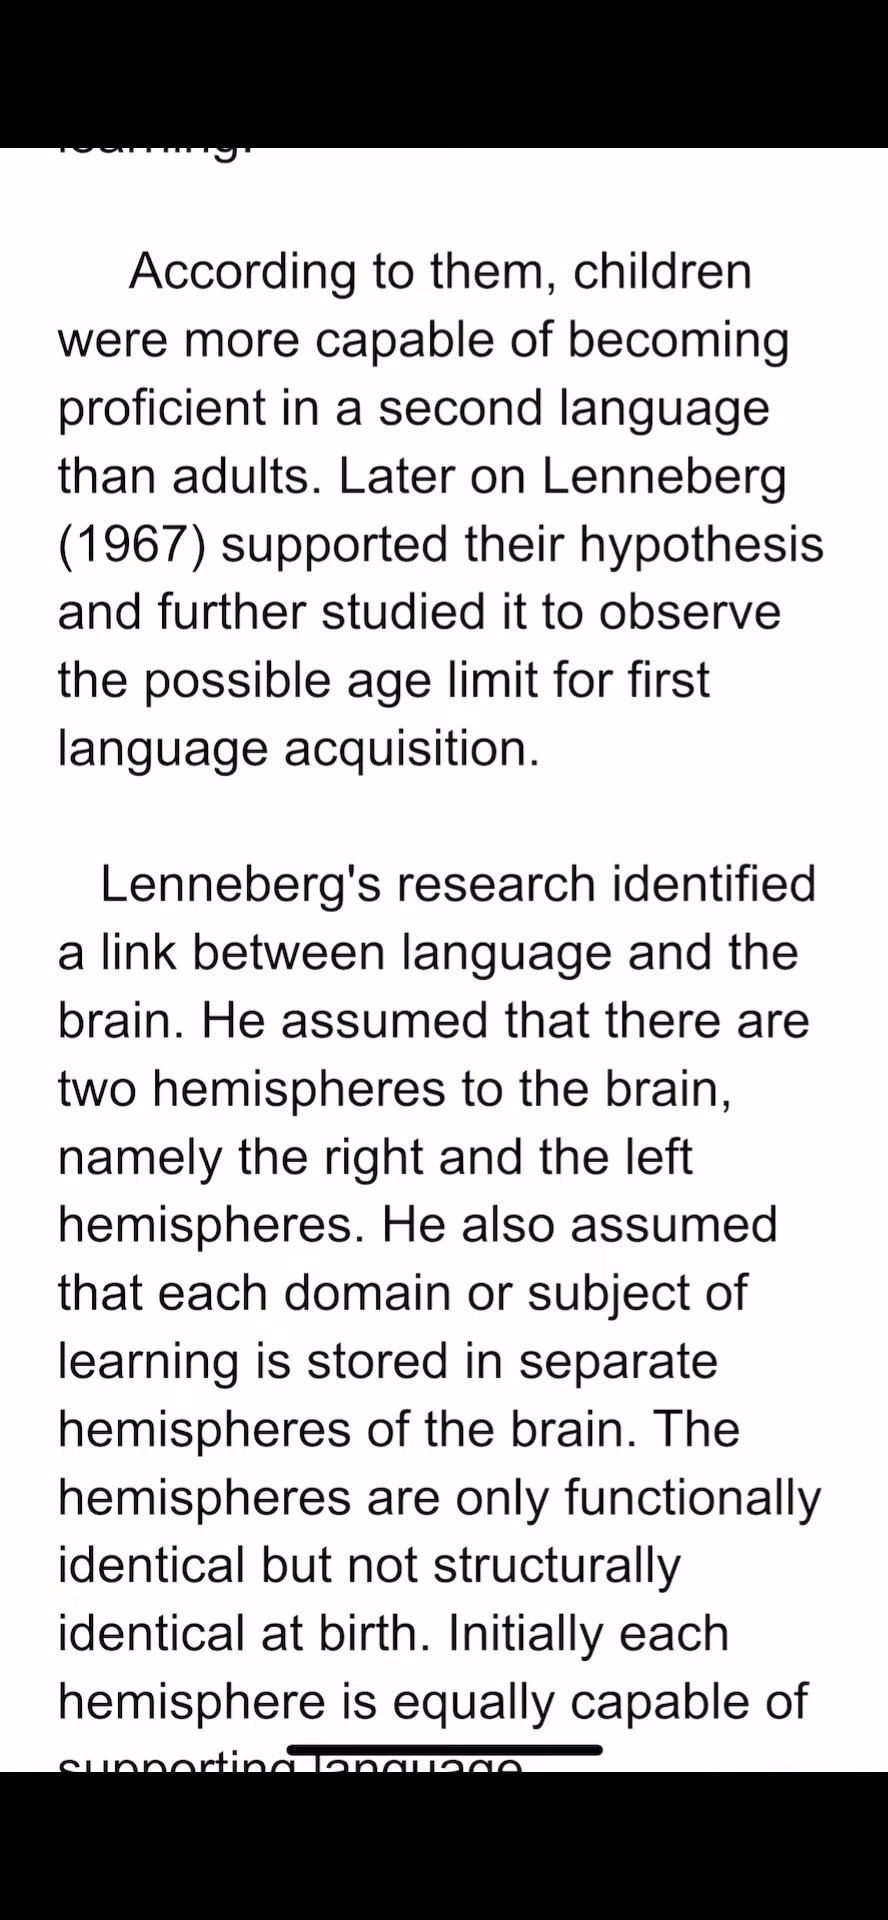 learning.
According to them, children
were more capable of becoming
proficient in a second language
than adults. Later on Lenneberg
(1967) supported their hypothesis
and further studied it to observe
the possible age limit for first
language acquisition.
Lenneberg's research identified
a link between language and the
brain. He assumed that there are
two hemispheres to the brain,
namely the right and the left
hemispheres. He also assumed
that each domain or subject of
learning is stored in separate
hemispheres of the brain. The
hemispheres are only functionally
identical but not structurally
identical at birth. Initially each
hemisphere is equally capable of
supporting language